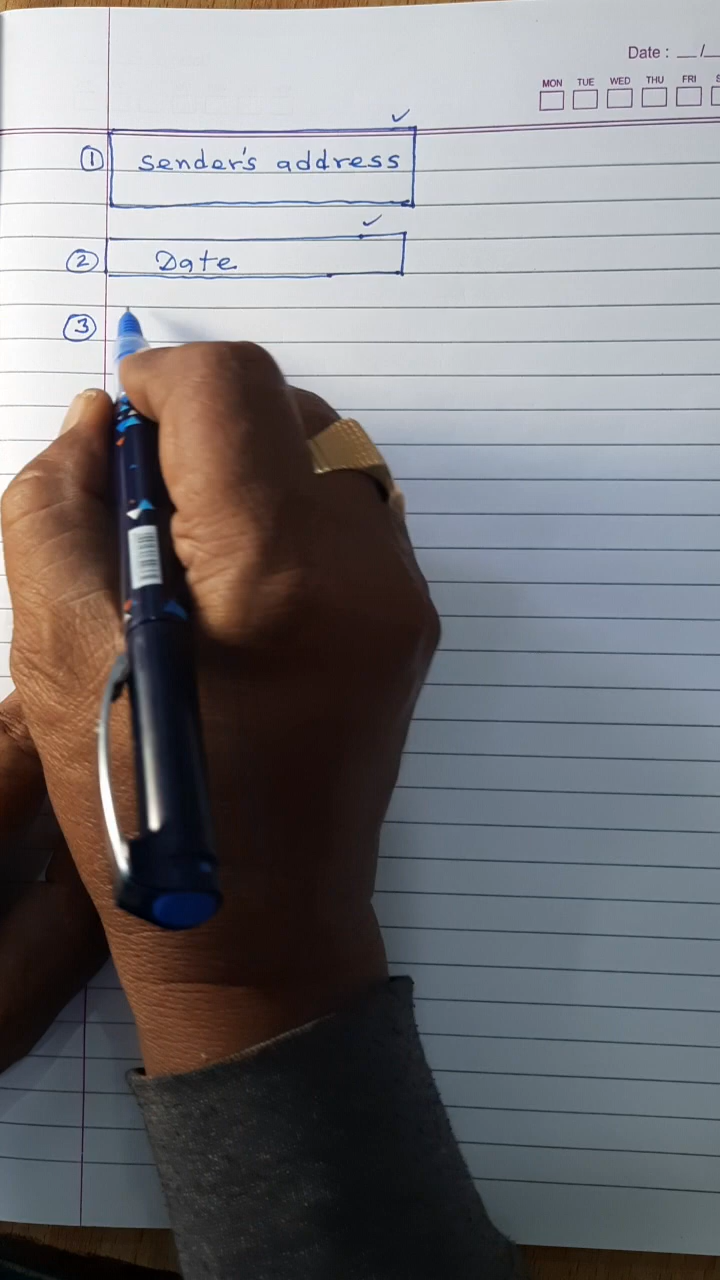 Date : __/__
MON TUE WED THU FRI S
① Sender's address
② Date
③